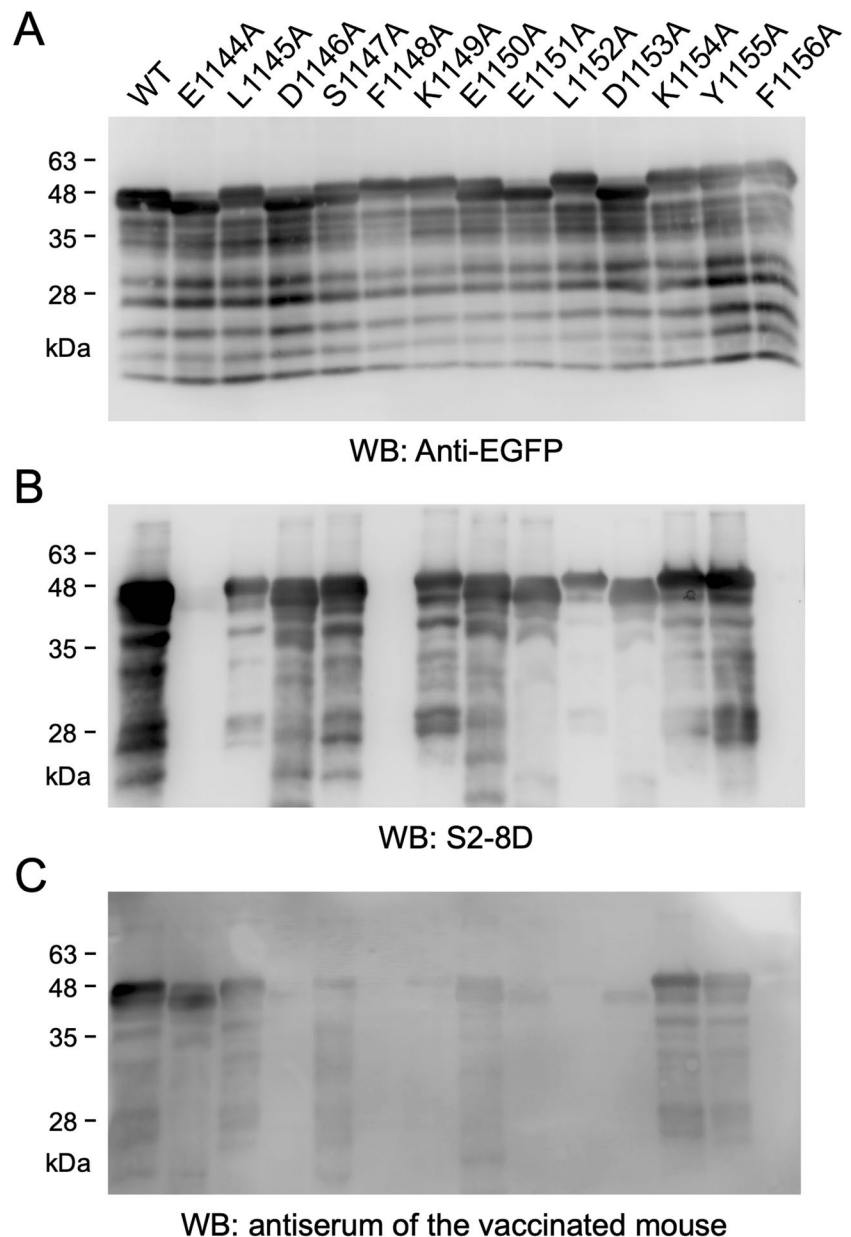 A
WT E1144A L1145A D1146A S1147A F1148A K1149A E1150A E1151A L1152A D1153A K1154A Y1155A F1156A
63
48
35
28
kDa
WB: Anti-EGFP
B
63
48
35
28
kDa
WB: S2-8D
C
63
48
35
28
kDa
WB: antiserum of the vaccinated mouse